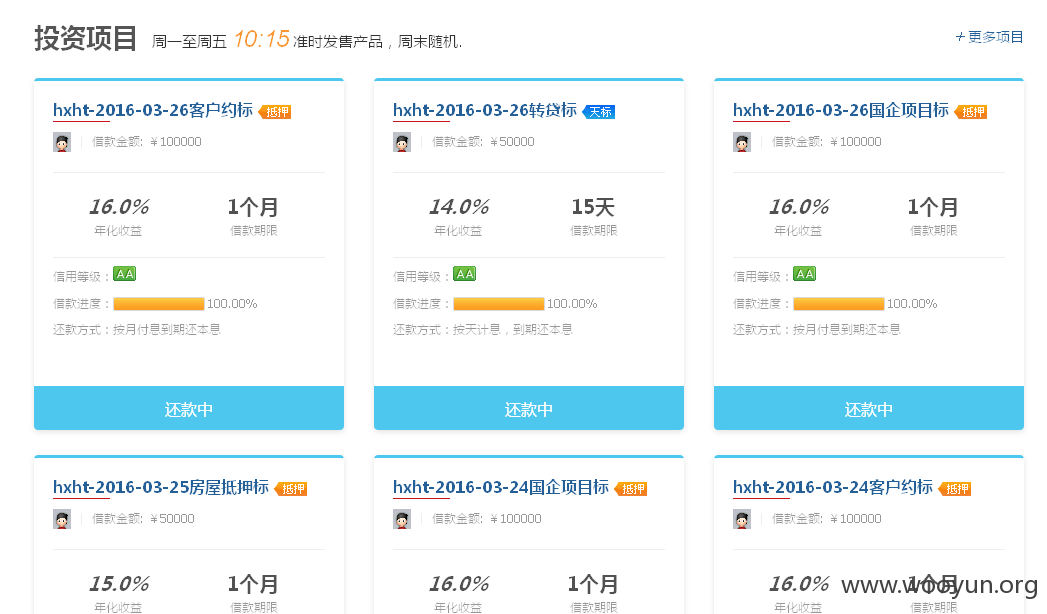 投资项目 周一至周五 10:15 准时发售产品，周末随机. +更多项目
hxht-2016-03-26客户约标 抵押
借款金额: ￥100000
16.0% 1个月
年化收益 借款期限
信用等级：AA
借款进度：100.00%
还款方式：按月付息到期还本息
还款中
hxht-2016-03-26转贷标 天标
借款金额: ￥50000
14.0% 15天
年化收益 借款期限
信用等级：AA
借款进度：100.00%
还款方式：按天计息，到期还本息
还款中
hxht-2016-03-26国企项目标 抵押
借款金额: ￥100000
16.0% 1个月
年化收益 借款期限
信用等级：AA
借款进度：100.00%
还款方式：按月付息到期还本息
还款中
hxht-2016-03-25房屋抵押标 抵押
借款金额: ￥50000
15.0% 1个月
年化收益 借款期限
hxht-2016-03-24国企项目标 抵押
借款金额: ￥100000
16.0% 1个月
年化收益 借款期限
hxht-2016-03-24客户约标 抵押
借款金额: ￥100000
16.0% 1个月
年化收益 借款期限
www.wooyun.org